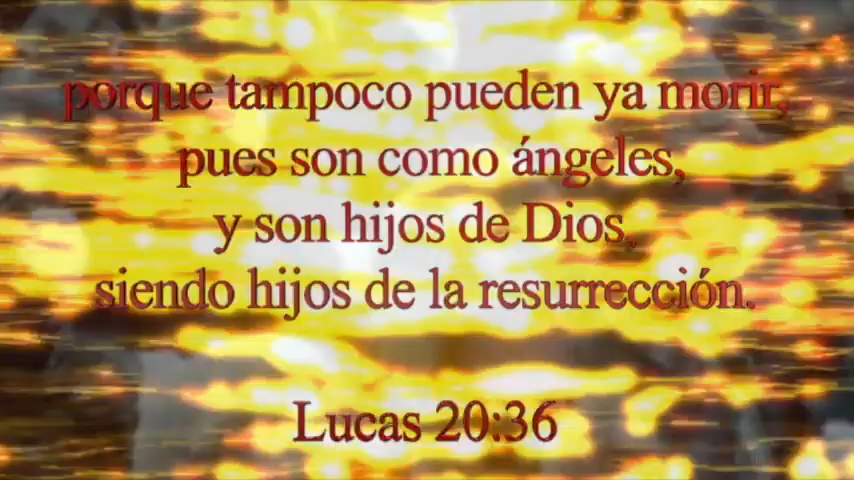 porque tampoco pueden ya morir,
pues son como ángeles,
y son hijos de Dios,
siendo hijos de la resurrección.
Lucas 20:36